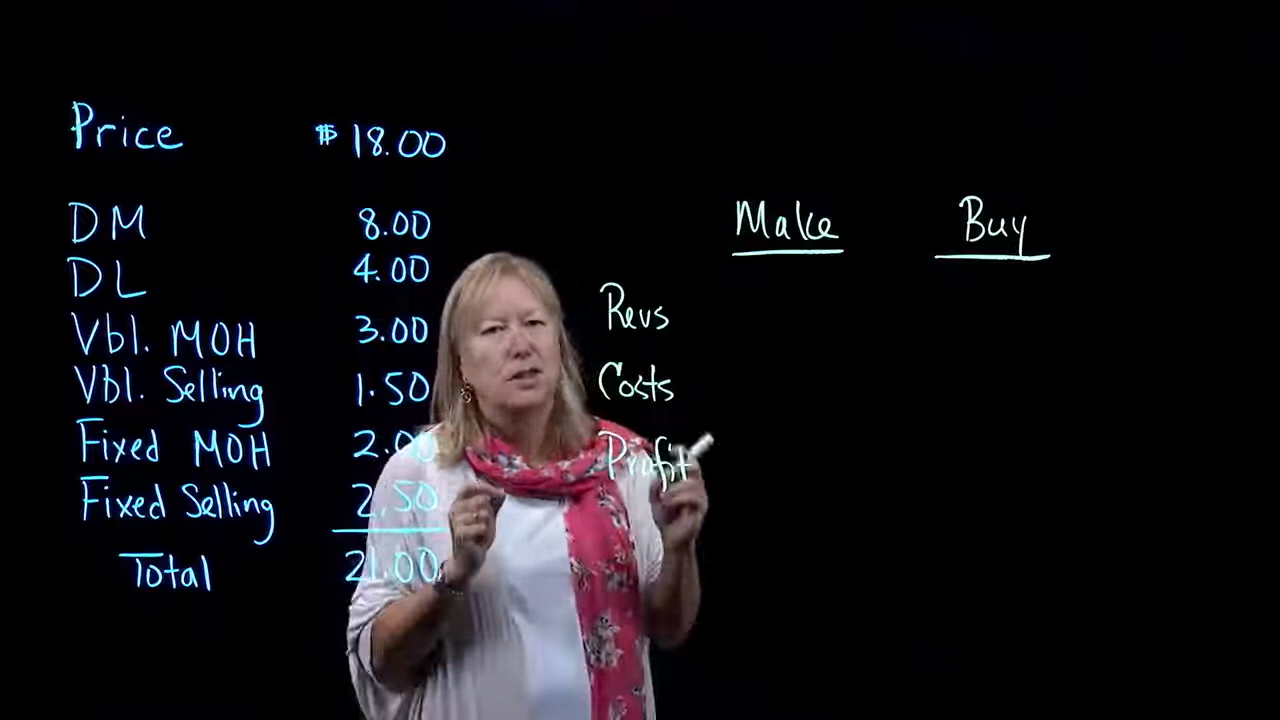 Price $ 18.00
DM 8.00
DL 4.00
Vbl. MOH 3.00
Vbl. Selling 1.50
Fixed MOH 2.00
Fixed Selling 2.50
Total 21.00
Make Buy
Revs
Costs
Profit